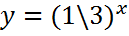 y = (1\3)ˣ